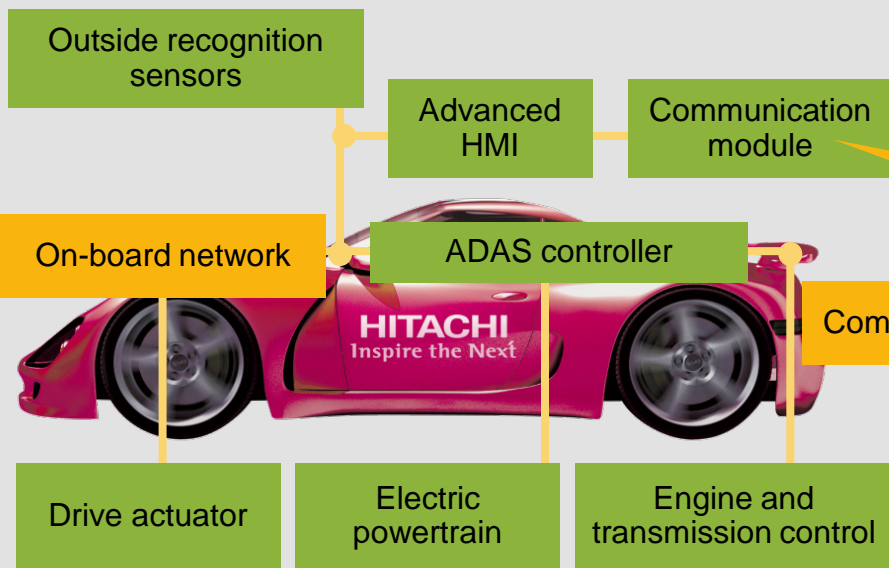 Outside recognition
sensors
Advanced
HMI
Communication
module
On-board network
ADAS controller
HITACHI
Inspire the Next
Com
Drive actuator
Electric
powertrain
Engine and
transmission control